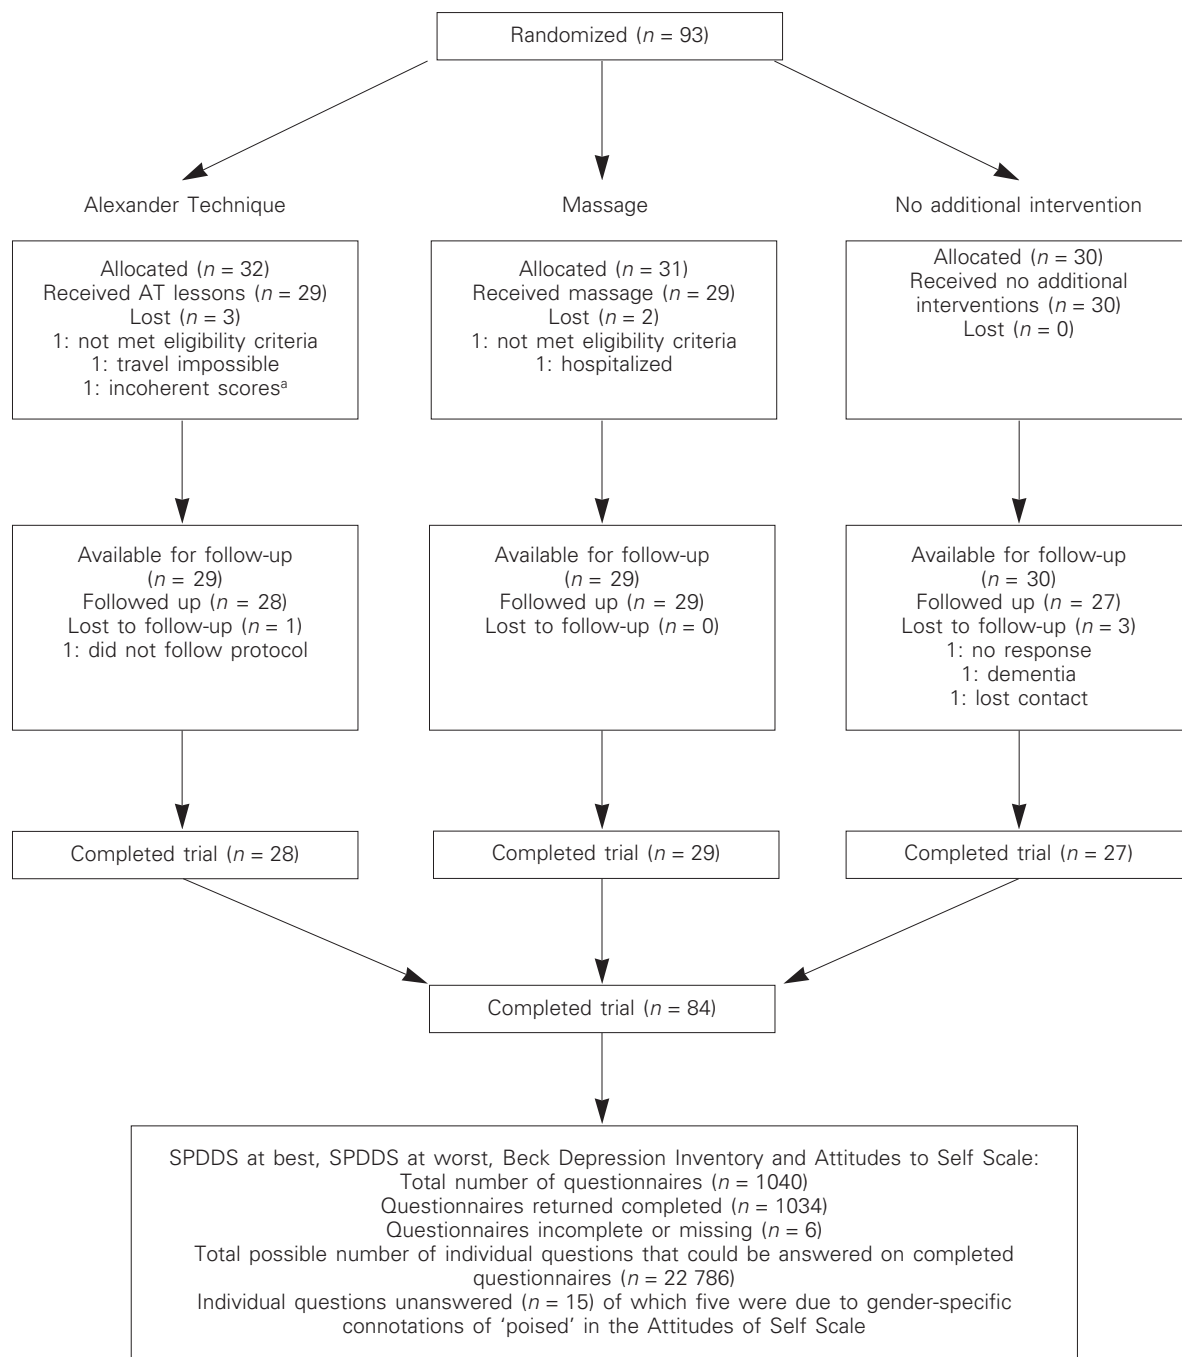 Randomized (n = 93)
Alexander Technique
Massage
No additional intervention
Allocated (n = 32)
Received AT lessons (n = 29)
Lost (n = 3)
1: not met eligibility criteria
1: travel impossible
1: incoherent scoresᵃ
Allocated (n = 31)
Received massage (n = 29)
Lost (n = 2)
1: not met eligibility criteria
1: hospitalized
Allocated (n = 30)
Received no additional
interventions (n = 30)
Lost (n = 0)
Available for follow-up
(n = 29)
Followed up (n = 28)
Lost to follow-up (n = 1)
1: did not follow protocol
Available for follow-up
(n = 29)
Followed up (n = 29)
Lost to follow-up (n = 0)
Available for follow-up
(n = 30)
Followed up (n = 27)
Lost to follow-up (n = 3)
1: no response
1: dementia
1: lost contact
Completed trial (n = 28)
Completed trial (n = 29)
Completed trial (n = 27)
Completed trial (n = 84)
SPDDS at best, SPDDS at worst, Beck Depression Inventory and Attitudes to Self Scale:
Total number of questionnaires (n = 1040)
Questionnaires returned completed (n = 1034)
Questionnaires incomplete or missing (n = 6)
Total possible number of individual questions that could be answered on completed
questionnaires (n = 22 786)
Individual questions unanswered (n = 15) of which five were due to gender-specific
connotations of ‘poised’ in the Attitudes of Self Scale